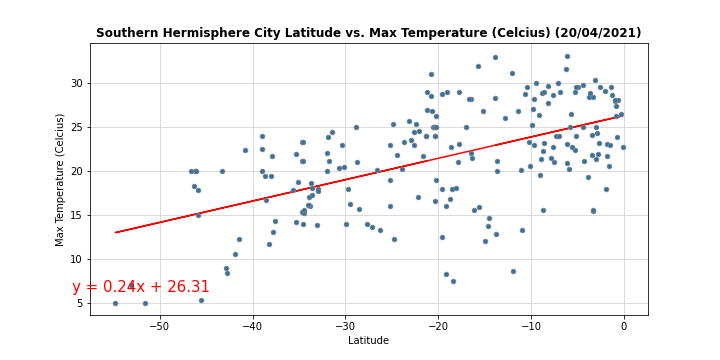 Southern Hermisphere City Latitude vs. Max Temperature (Celcius) (20/04/2021)
Max Temperature (Celcius)
30
25
20
15
10
5
y = 0.24x + 26.31
−50 −40 −30 −20 −10 0
Latitude